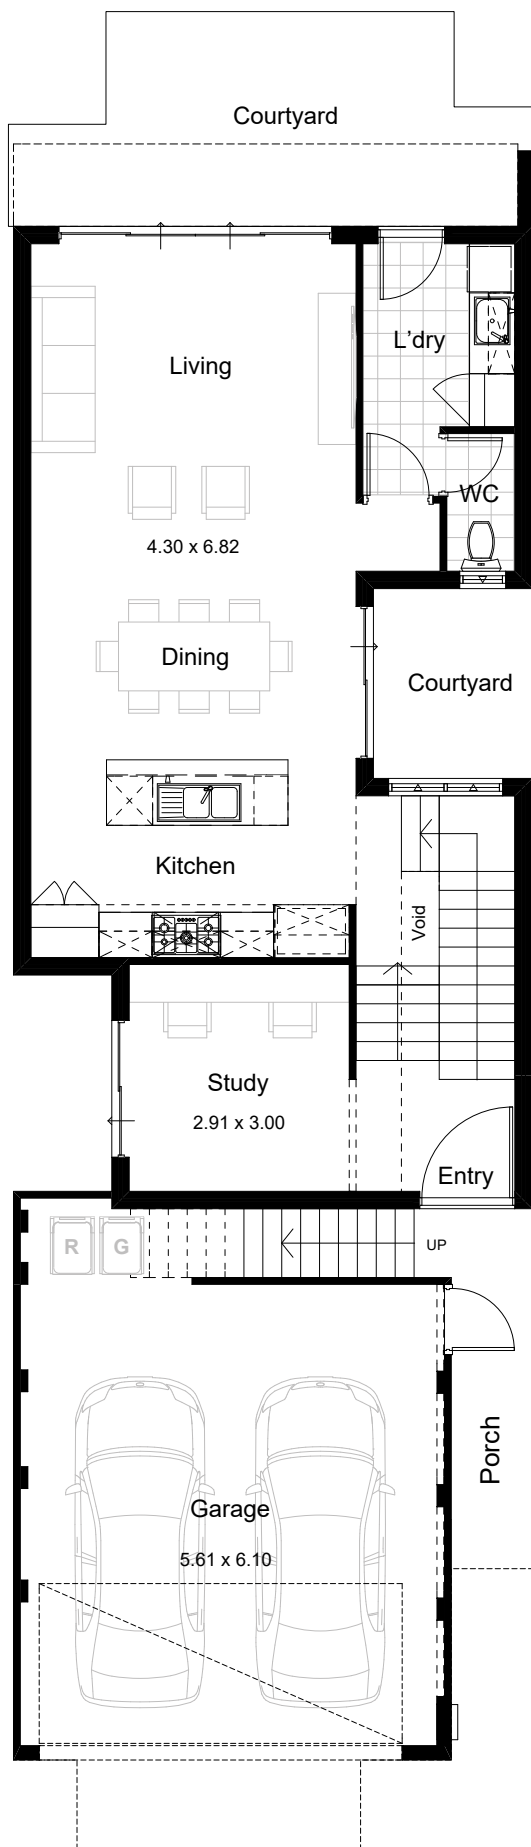 Courtyard
Living
L'dry
WC
4.30 x 6.82
Dining
Courtyard
Kitchen
Void
Study
2.91 x 3.00
Entry
R
G
UP
Porch
Garage
5.61 x 6.10